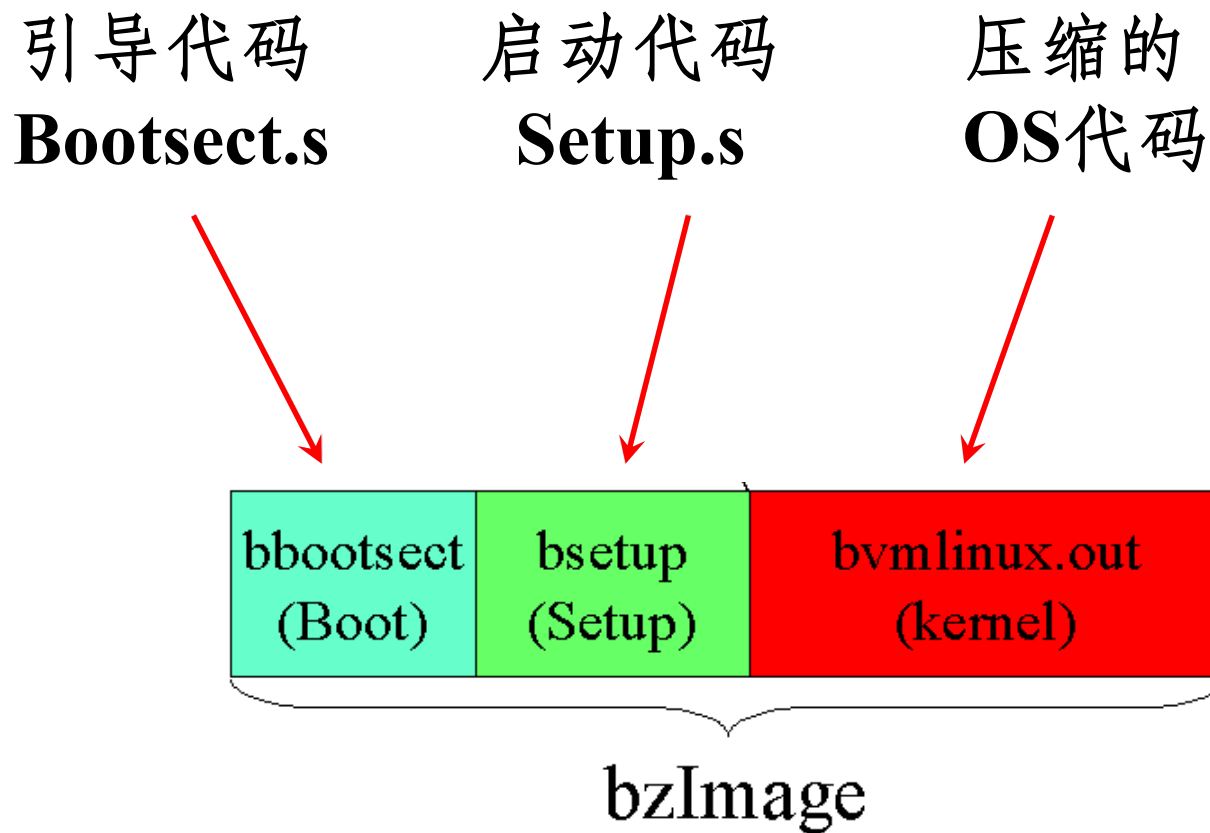 引导代码
Bootsect.s
启动代码
Setup.s
压缩的
OS代码
bbootsect
(Boot)
bsetup
(Setup)
bvmlinux.out
(kernel)
bzImage